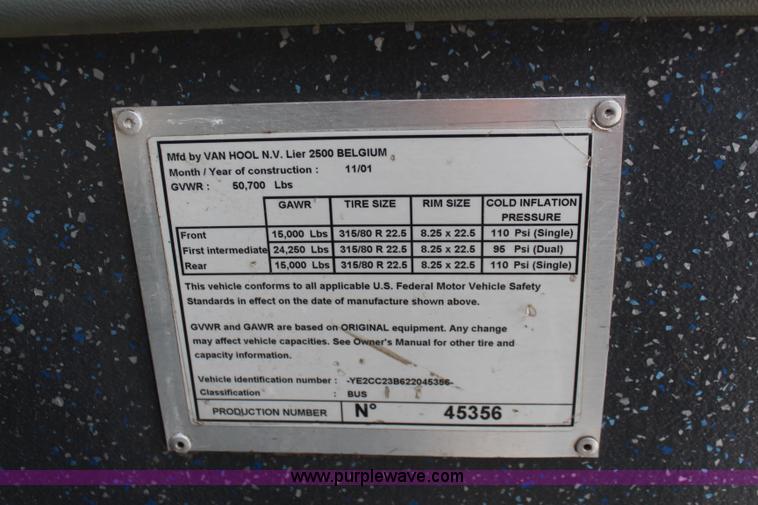 Mfd by VAN HOOL N.V. Lier 2500 BELGIUM
Month / Year of construction : 11/01
GVWR : 50,700 Lbs
GAWR TIRE SIZE RIM SIZE COLD INFLATION PRESSURE
Front 15,000 Lbs 315/80 R 22.5 8.25 x 22.5 110 Psi (Single)
First intermediate 24,250 Lbs 315/80 R 22.5 8.25 x 22.5 95 Psi (Dual)
Rear 15,000 Lbs 315/80 R 22.5 8.25 x 22.5 110 Psi (Single)
This vehicle conforms to all applicable U.S. Federal Motor Vehicle Safety
Standards in effect on the date of manufacture shown above.
GVWR and GAWR are based on ORIGINAL equipment. Any change
may affect vehicle capacities. See Owner's Manual for other tire and
capacity information.
Vehicle identification number : -YE2CC23B622045356-
Classification : BUS
PRODUCTION NUMBER N° 45356
www.purplewave.com